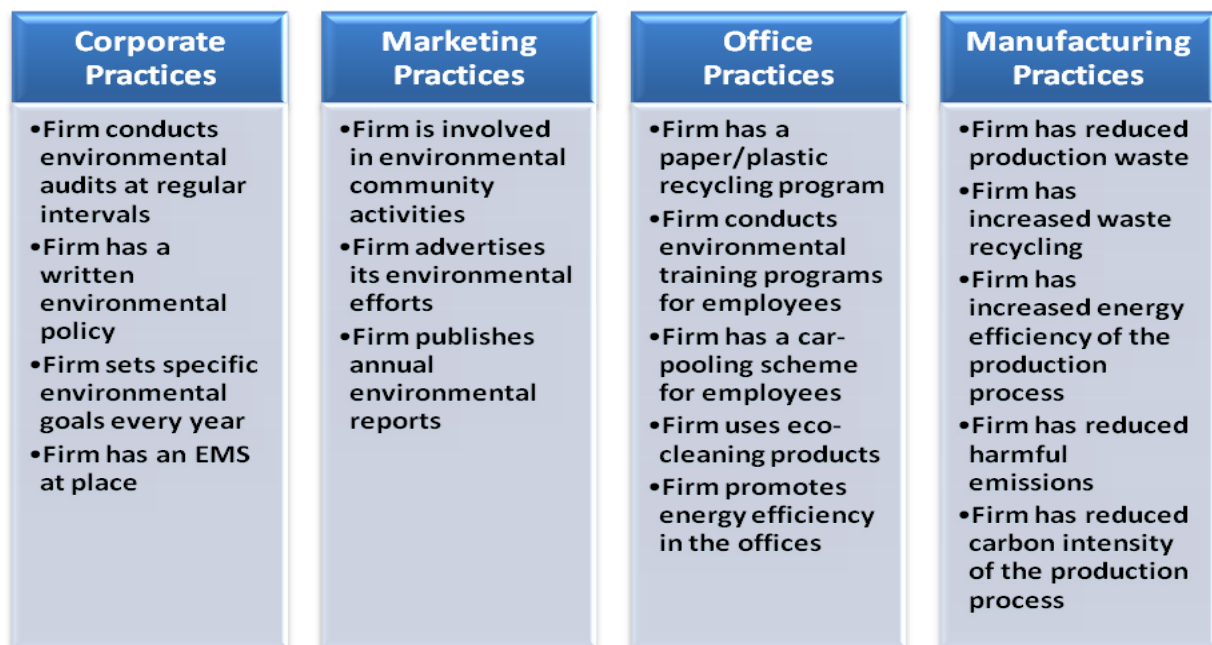 Corporate
Practices
•Firm conducts
environmental
audits at regular
intervals
•Firm has a
written
environmental
policy
•Firm sets specific
environmental
goals every year
•Firm has an EMS
at place
Marketing
Practices
•Firm is involved
in environmental
community
activities
•Firm advertises
its environmental
efforts
•Firm publishes
annual
environmental
reports
Office
Practices
•Firm has a
paper/plastic
recycling program
•Firm conducts
environmental
training programs
for employees
•Firm has a car-
pooling scheme
for employees
•Firm uses eco-
cleaning products
•Firm promotes
energy efficiency
in the offices
Manufacturing
Practices
•Firm has reduced
production waste
•Firm has
increased waste
recycling
•Firm has
increased energy
efficiency of the
production
process
•Firm has reduced
harmful
emissions
•Firm has reduced
carbon intensity
of the production
process